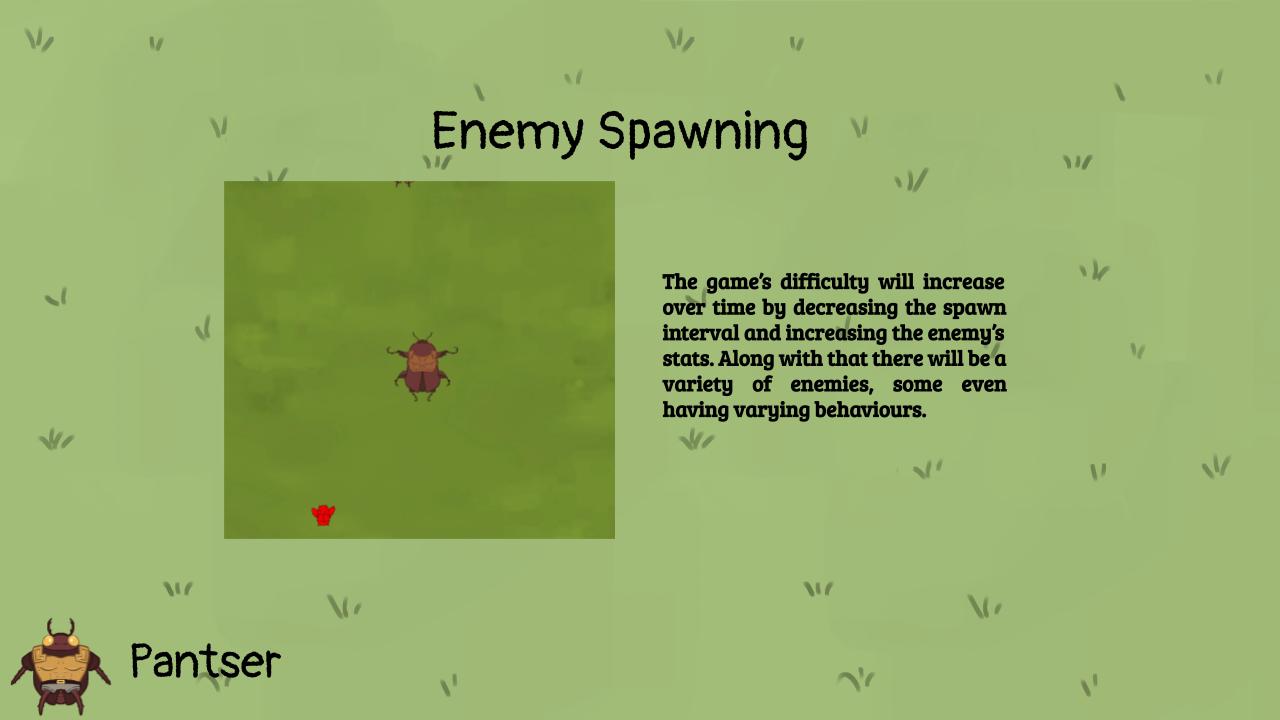 Enemy Spawning
The game's difficulty will increase
over time by decreasing the spawn
interval and increasing the enemy's
stats. Along with that there will be a
variety of enemies, some even
having varying behaviours.
Pantser